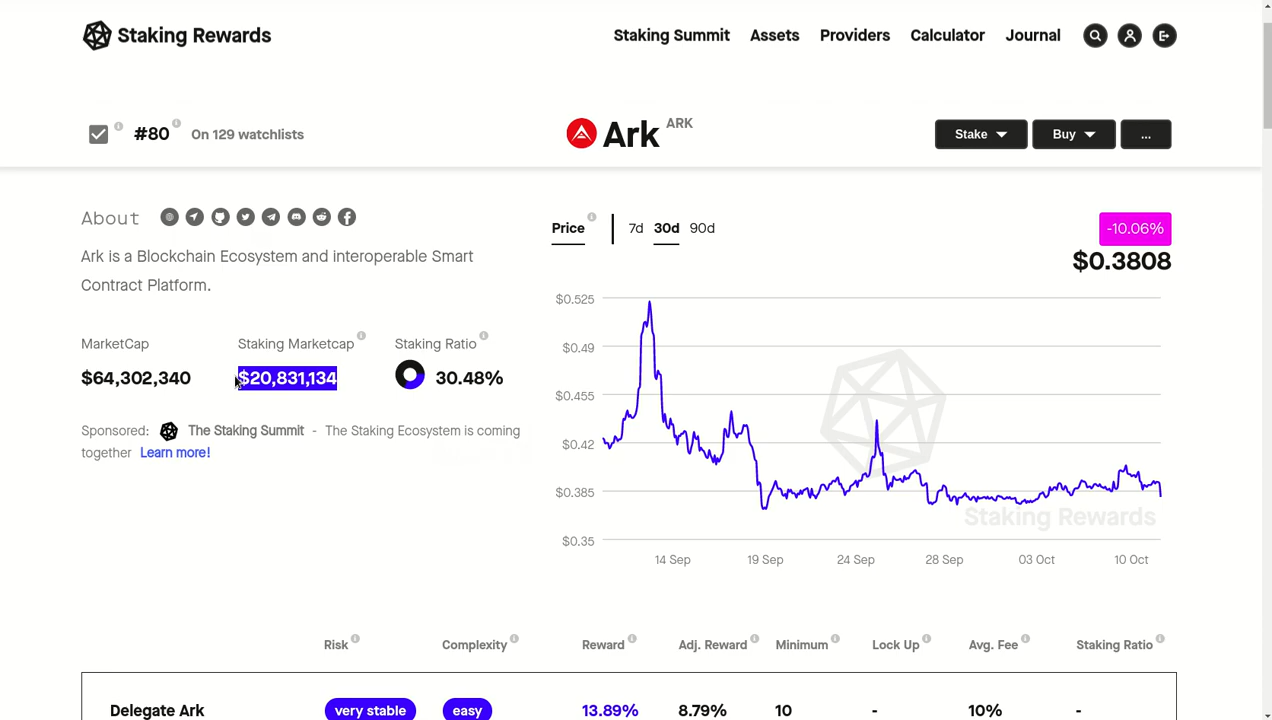 Staking Rewards
Staking Summit Assets Providers Calculator Journal
#80 On 129 watchlists
Ark ARK
Stake Buy ...
About
Ark is a Blockchain Ecosystem and interoperable Smart
Contract Platform.
MarketCap Staking Marketcap Staking Ratio
$64,302,340 $20,831,134 30.48%
Sponsored: The Staking Summit - The Staking Ecosystem is coming
together Learn more!
Price 7d 30d 90d
-10.06%
$0.3808
$0.525
$0.49
$0.455
$0.42
$0.385
$0.35
Staking Rewards
14 Sep 19 Sep 24 Sep 28 Sep 03 Oct 10 Oct
Risk Complexity Reward Adj. Reward Minimum Lock Up Avg. Fee Staking Ratio
Delegate Ark very stable easy 13.89% 8.79% 10 - 10% -